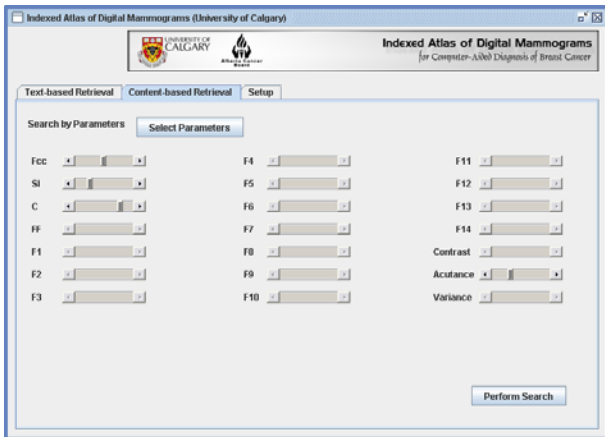 Indexed Atlas of Digital Mammograms (University of Calgary)
UNIVERSITY OF
CALGARY
Alberta Cancer
Board
Indexed Atlas of Digital Mammograms
for Computer-Aided Diagnosis of Breast Cancer
Text-based Retrieval Content-based Retrieval Setup
Search by Parameters Select Parameters
Fcc F4 F11
SI F5 F12
C F6 F13
FF F7 F14
F1 F8 Contrast
F2 F9 Acutance
F3 F10 Variance
Perform Search